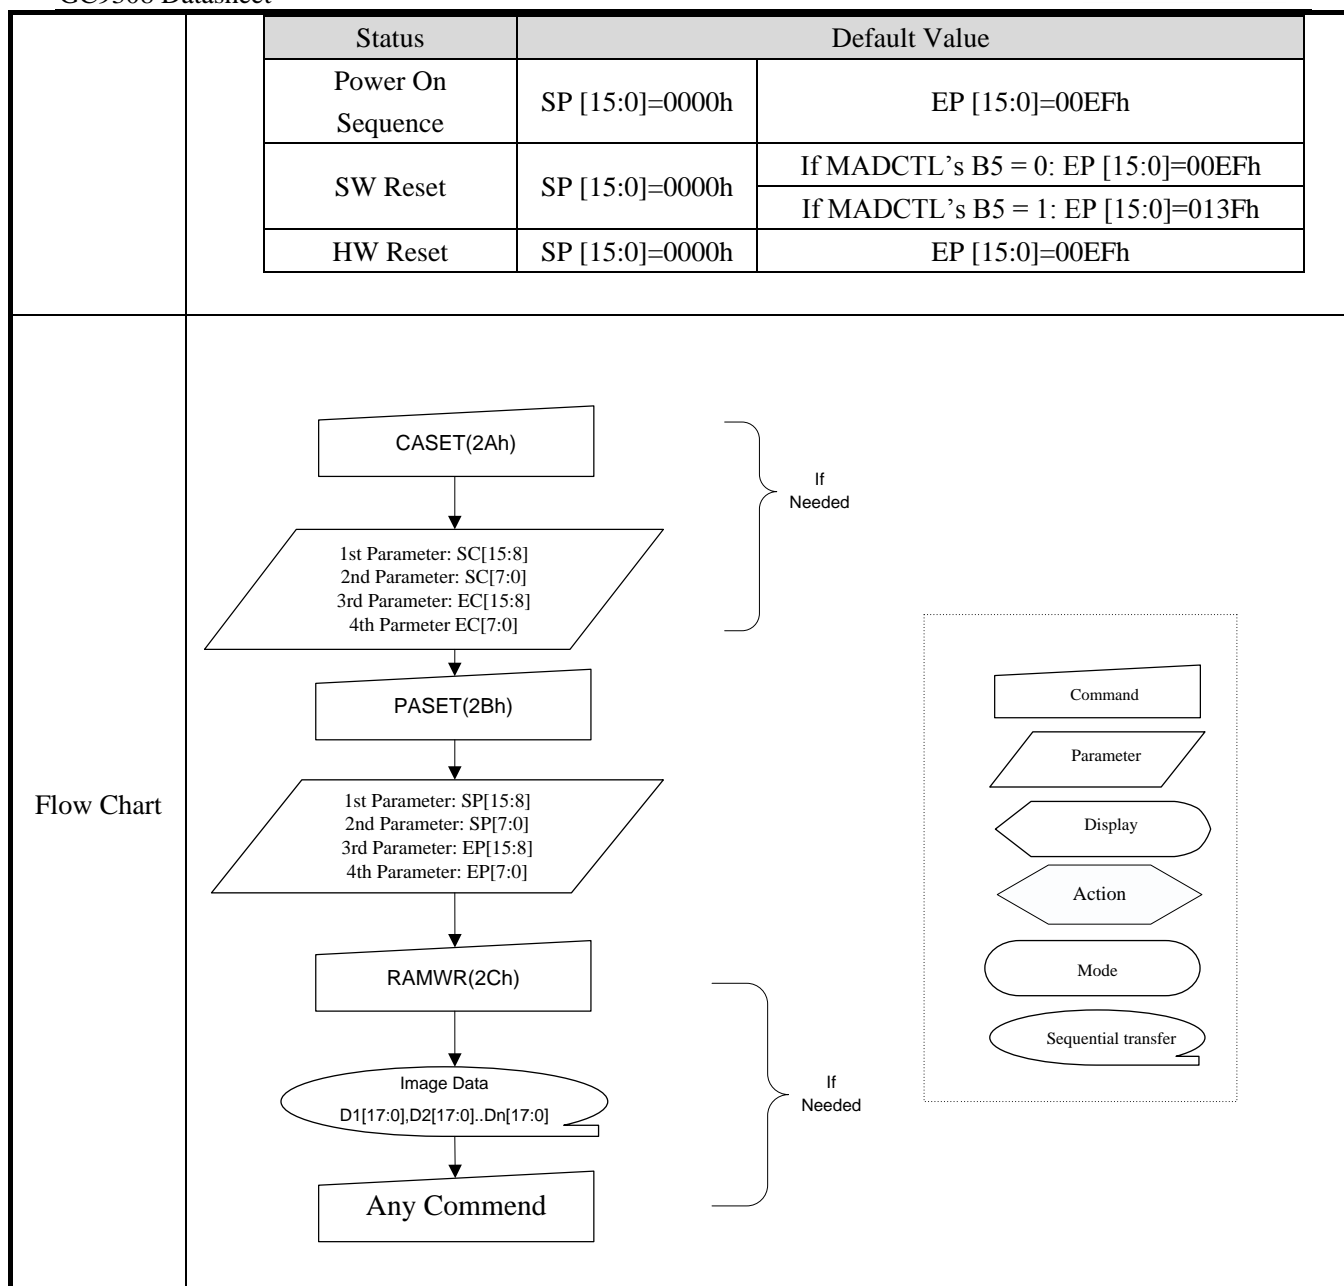 Status Default Value
Power On
Sequence
SP [15:0]=0000h EP [15:0]=00EFh
SW Reset SP [15:0]=0000h
If MADCTL’s B5 = 0: EP [15:0]=00EFh
If MADCTL’s B5 = 1: EP [15:0]=013Fh
HW Reset SP [15:0]=0000h EP [15:0]=00EFh
Flow Chart
CASET(2Ah)
If
Needed
1st Parameter: SC[15:8]
2nd Parameter: SC[7:0]
3rd Parameter: EC[15:8]
4th Parmeter EC[7:0]
PASET(2Bh)
1st Parameter: SP[15:8]
2nd Parameter: SP[7:0]
3rd Parameter: EP[15:8]
4th Parameter: EP[7:0]
RAMWR(2Ch)
Image Data
D1[17:0],D2[17:0]..Dn[17:0]
If
Needed
Any Commend
Command
Parameter
Display
Action
Mode
Sequential transfer